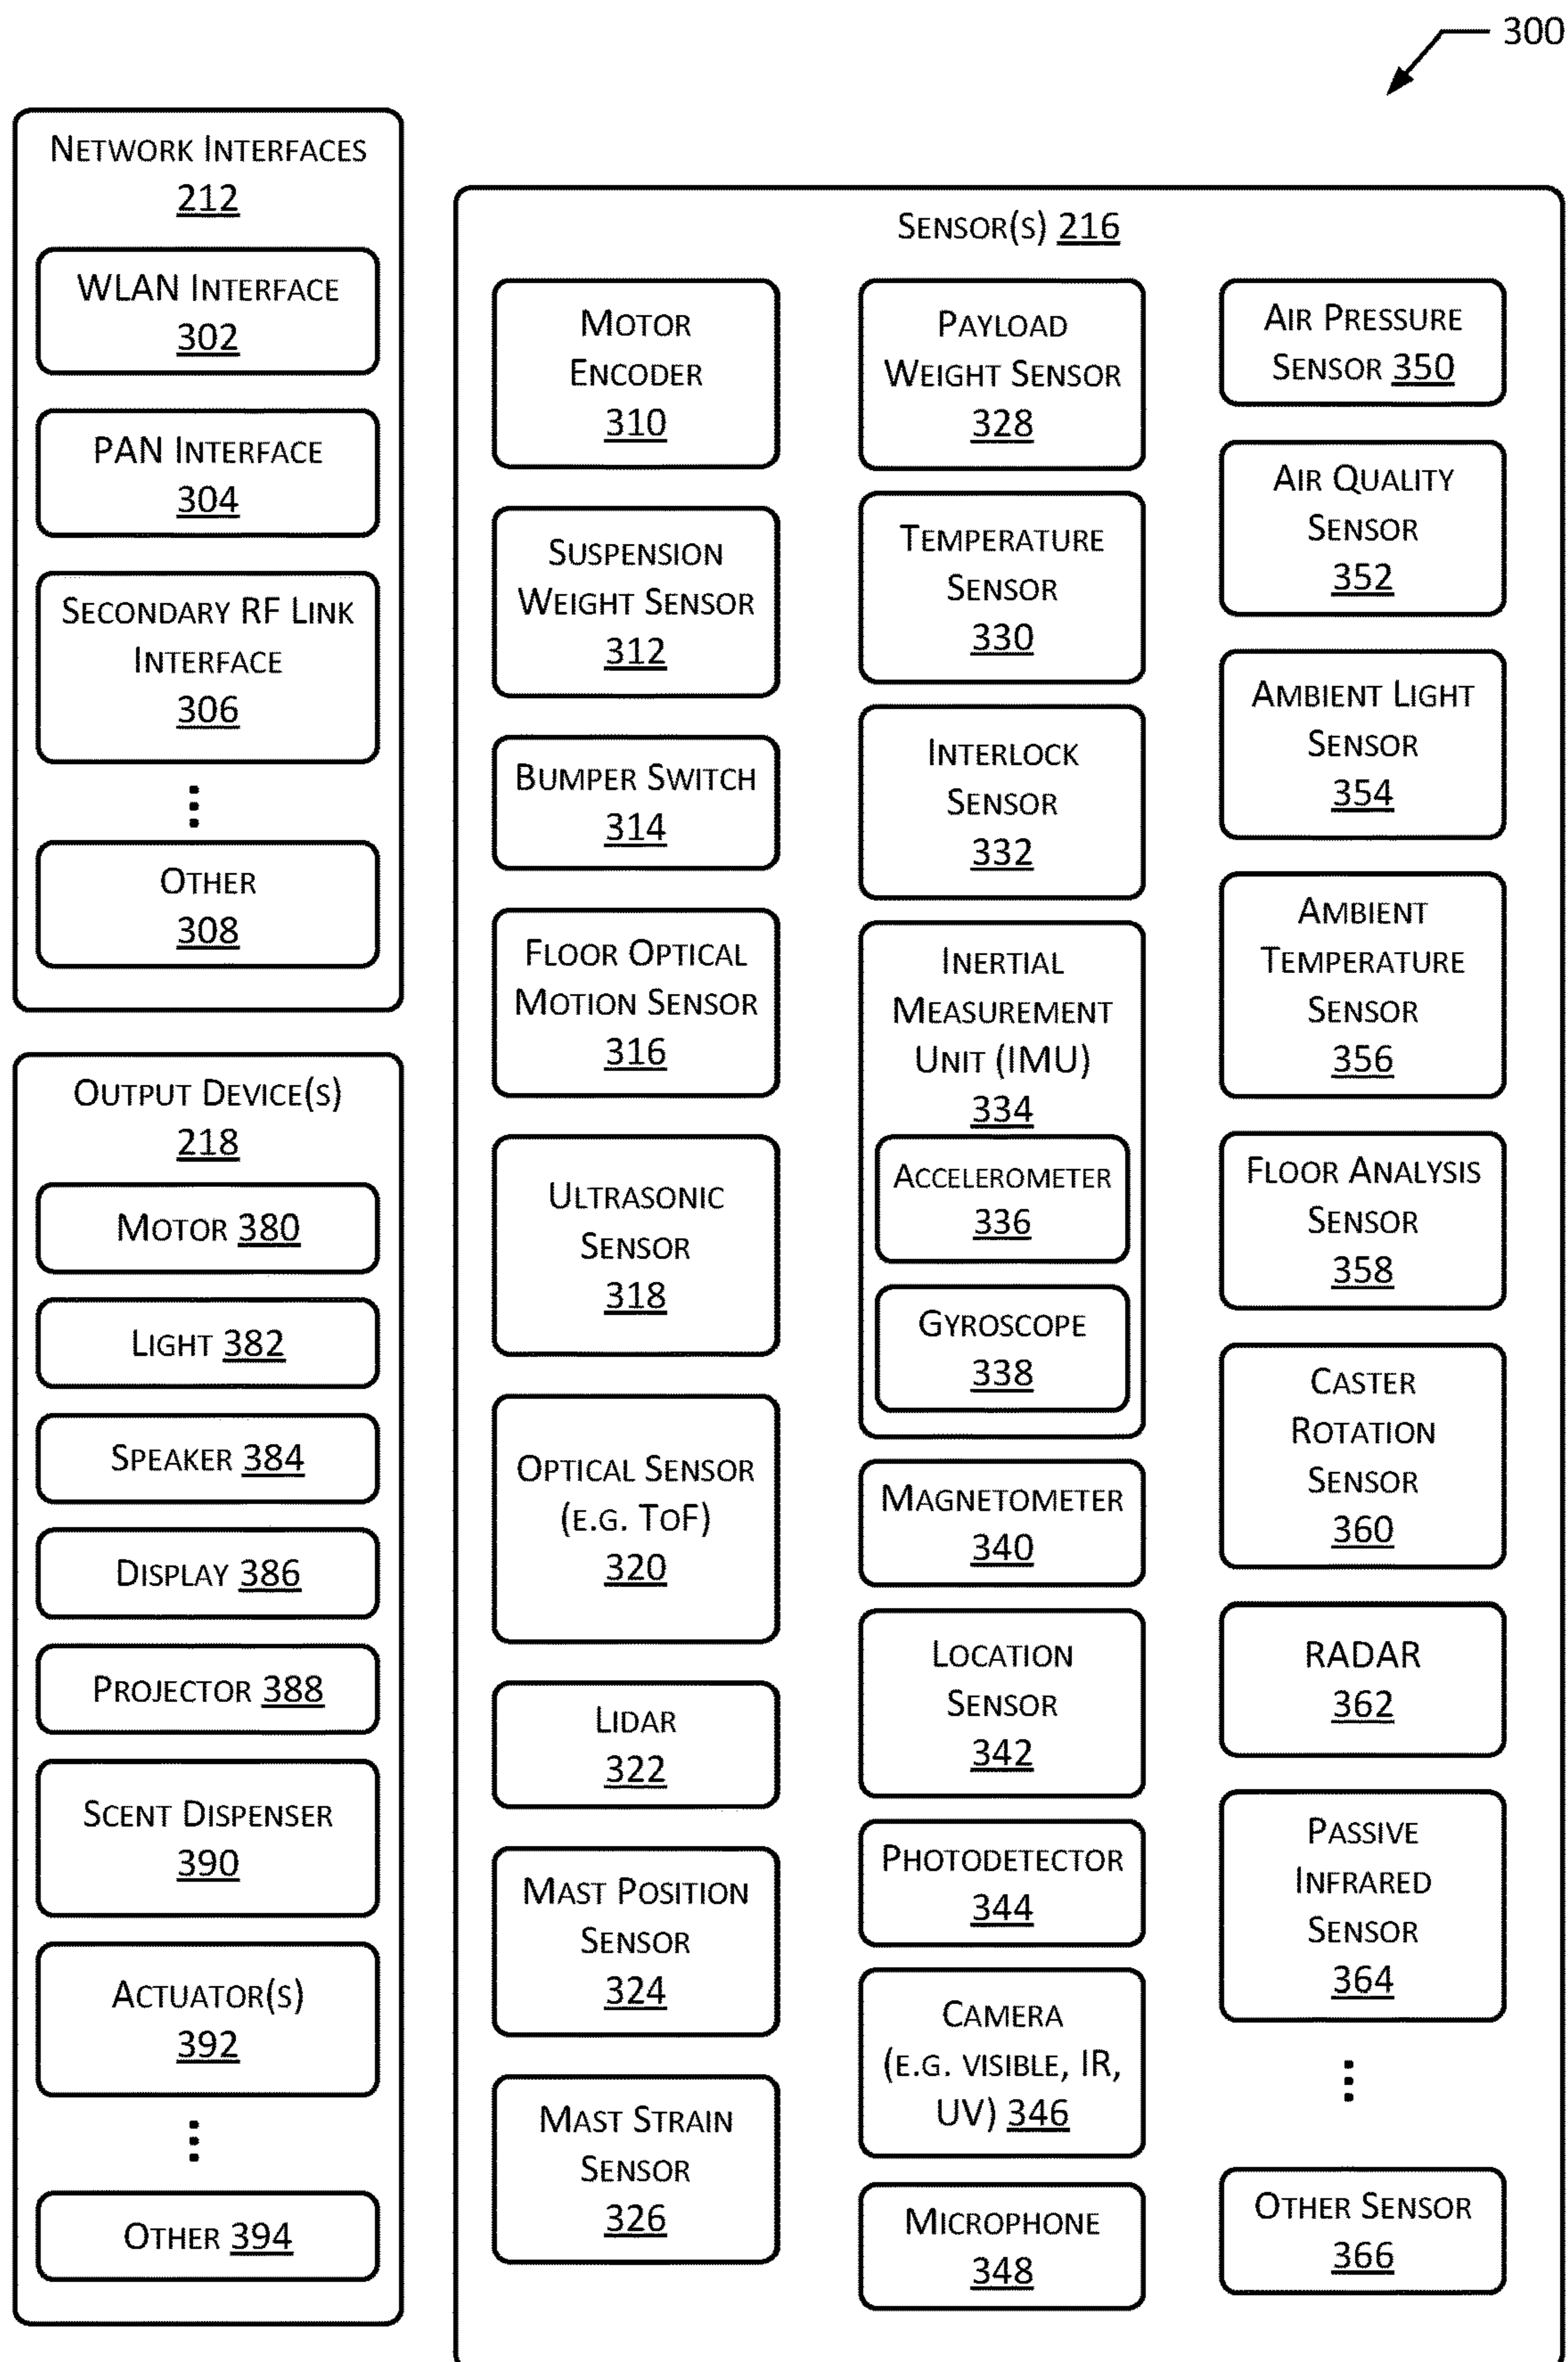 300
NETWORK INTERFACES
212
WLAN INTERFACE
302
PAN INTERFACE
304
SECONDARY RF LINK
INTERFACE
306
OTHER
308
OUTPUT DEVICE(S)
218
MOTOR 380
LIGHT 382
SPEAKER 384
DISPLAY 386
PROJECTOR 388
SCENT DISPENSER
390
ACTUATOR(S)
392
OTHER 394
SENSOR(S) 216
MOTOR
ENCODER
310
SUSPENSION
WEIGHT SENSOR
312
BUMPER SWITCH
314
FLOOR OPTICAL
MOTION SENSOR
316
ULTRASONIC
SENSOR
318
OPTICAL SENSOR
(E.G. TOF)
320
LIDAR
322
MAST POSITION
SENSOR
324
MAST STRAIN
SENSOR
326
PAYLOAD
WEIGHT SENSOR
328
TEMPERATURE
SENSOR
330
INTERLOCK
SENSOR
332
INERTIAL
MEASUREMENT
UNIT (IMU)
334
ACCELEROMETER
336
GYROSCOPE
338
MAGNETOMETER
340
LOCATION
SENSOR
342
PHOTODETECTOR
344
CAMERA
(E.G. VISIBLE, IR,
UV) 346
MICROPHONE
348
AIR PRESSURE
SENSOR 350
AIR QUALITY
SENSOR
352
AMBIENT LIGHT
SENSOR
354
AMBIENT
TEMPERATURE
SENSOR
356
FLOOR ANALYSIS
SENSOR
358
CASTER
ROTATION
SENSOR
360
RADAR
362
PASSIVE
INFRARED
SENSOR
364
OTHER SENSOR
366